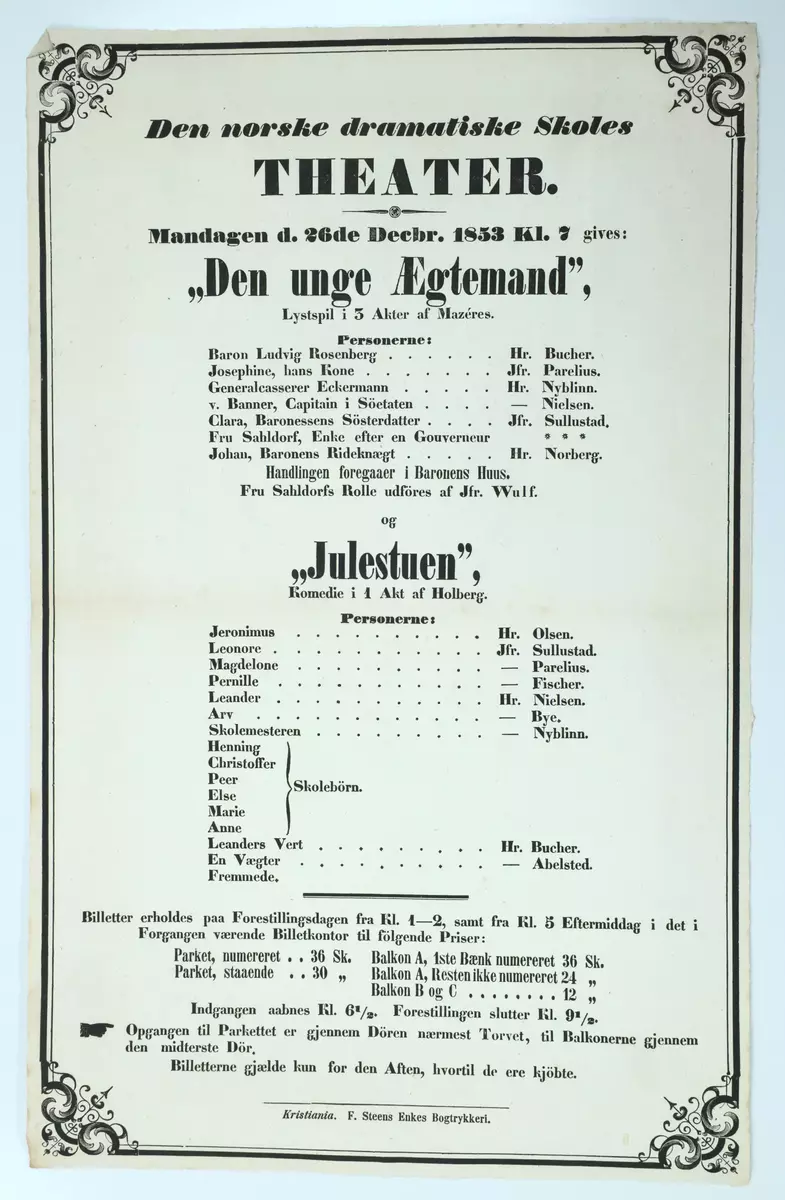 Den norske dramatiske Skoles
THEATER.
Mandagen d. 26de Decbr. 1853 Kl. 7 gives:
„Den unge Ægtemand”,
Lystspil i 3 Akter af Mazéres.
Personerne:
Baron Ludvig Rosenberg . . . . . . Hr. Bucher.
Josephine, hans Kone . . . . . . . Jfr. Parelius.
Generalcasserer Eckermann . . . . . Hr. Nyblinn.
v. Banner, Capitain i Söetaten . . . . — Nielsen.
Clara, Baronessens Sösterdatter . . . . Jfr. Sullustad.
Fru Sahldorf, Enke efter en Gouverneur * * *
Johan, Baronens Rideknægt . . . . . Hr. Norberg.
Handlingen foregaaer i Baronens Huus.
Fru Sahldorfs Rolle udföres af Jfr. Wulf.
og
„Julestuen”,
Komedie i 1 Akt af Holberg.
Personerne:
Jeronimus . . . . . . . . . . Hr. Olsen.
Leonore . . . . . . . . . . . Jfr. Sullustad.
Magdelone . . . . . . . . . . — Parelius.
Pernille . . . . . . . . . . . — Fischer.
Leander . . . . . . . . . . . Hr. Nielsen.
Arv . . . . . . . . . . . . — Bye.
Skolemesteren . . . . . . . . . — Nyblinn.
Henning
Christoffer
Peer
Skolebörn.
Else
Marie
Anne
Leanders Vert . . . . . . . . . Hr. Bucher.
En Vægter . . . . . . . . . . — Abelsted.
Fremmede.
Billetter erholdes paa Forestillingsdagen fra Kl. 1—2, samt fra Kl. 5 Eftermiddag i det i
Forgangen værende Billetkontor til fölgende Priser:
Parket, numereret . . 36 Sk. Balkon A, 1ste Bænk numereret 36 Sk.
Parket, staaende . . 30 „ Balkon A, Resten ikke numereret 24 „
Balkon B og C . . . . . . . . 12 „
Indgangen aabnes Kl. 6½. Forestillingen slutter Kl. 9½.
Opgangen til Parkettet er gjennem Dören nærmest Torvet, til Balkonerne gjennem
den midterste Dör.
Billetterne gjælde kun for den Aften, hvortil de ere kjöbte.
Kristiania. F. Steens Enkes Bogtrykkeri.